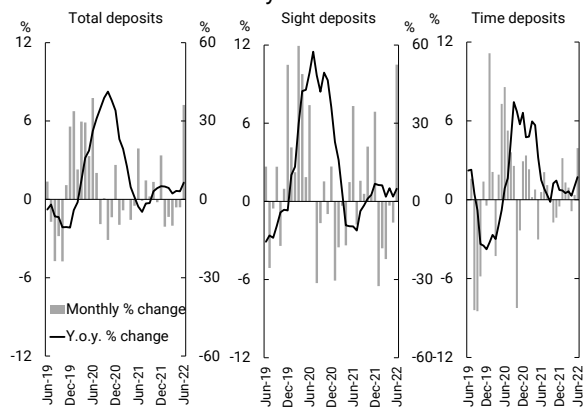 Total deposits
Sight deposits
Time deposits
% % % % %
12 60 12 60 12
6 30 6 30 6
0 0 0 0 0
-6 -30 -6 -30 -6
Monthly % change
Y.o.y. % change
-12 -60 -12 -60 -12
Jun-19 Dec-19 Jun-20 Dec-20 Jun-21 Dec-21 Jun-22
Jun-19 Dec-19 Jun-20 Dec-20 Jun-21 Dec-21 Jun-22
Jun-19 Dec-19 Jun-20 Dec-20 Jun-21 Dec-21 Jun-22